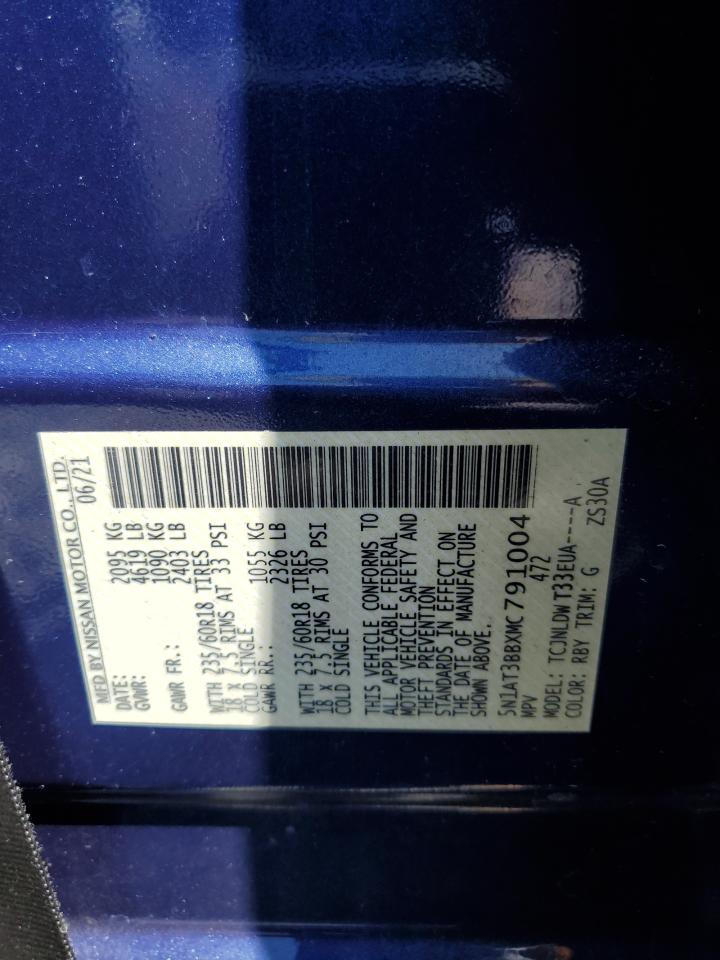 MFD BY NISSAN MOTOR CO., LTD.
DATE: 06/21
GVWR: 2095 KG
4619 LB
GAWR FR.: 1090 KG
2403 LB
WITH 235/60R18 TIRES
18 x 7.5 RIMS AT 33 PSI
COLD SINGLE
GAWR RR.: 1055 KG
2326 LB
WITH 235/60R18 TIRES
18 x 7.5 RIMS AT 30 PSI
COLD SINGLE
THIS VEHICLE CONFORMS TO
ALL APPLICABLE FEDERAL
MOTOR VEHICLE SAFETY AND
THEFT PREVENTION
STANDARDS IN EFFECT ON
THE DATE OF MANUFACTURE
SHOWN ABOVE.
5N1AT3BBXMC791004
MPV 472
MODEL: TCJNLDW T33EUA----A
COLOR: RBY TRIM: G ZS30A